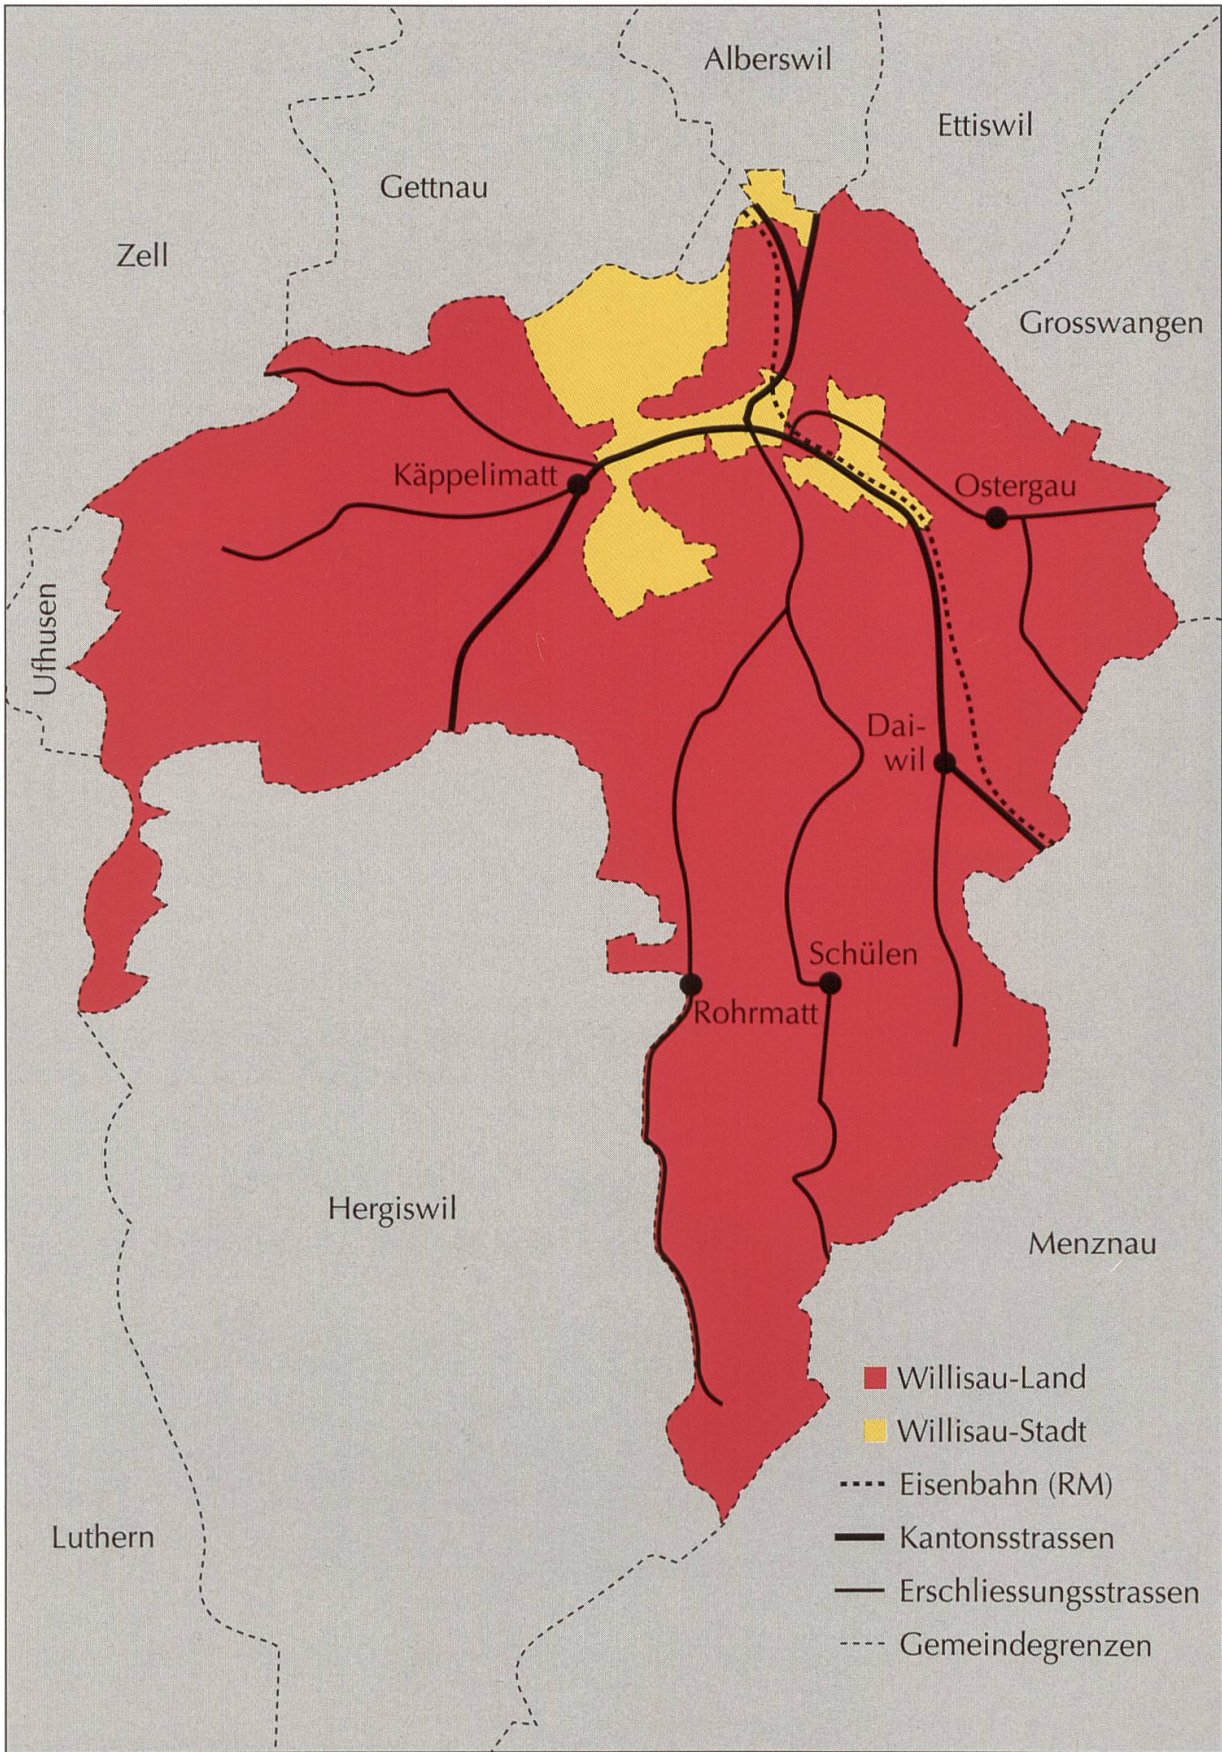 Alberswil
Ettiswil
Gettnau
Zell
Grosswangen
Käppelimatt
Ostergau
Ufhusen
Dai-
wil
Schülen
Rohrmatt
Hergiswil
Menznau
Willisau-Land
Willisau-Stadt
Eisenbahn (RM)
Luthern
Kantonsstrassen
Erschliessungsstrassen
Gemeindegrenzen